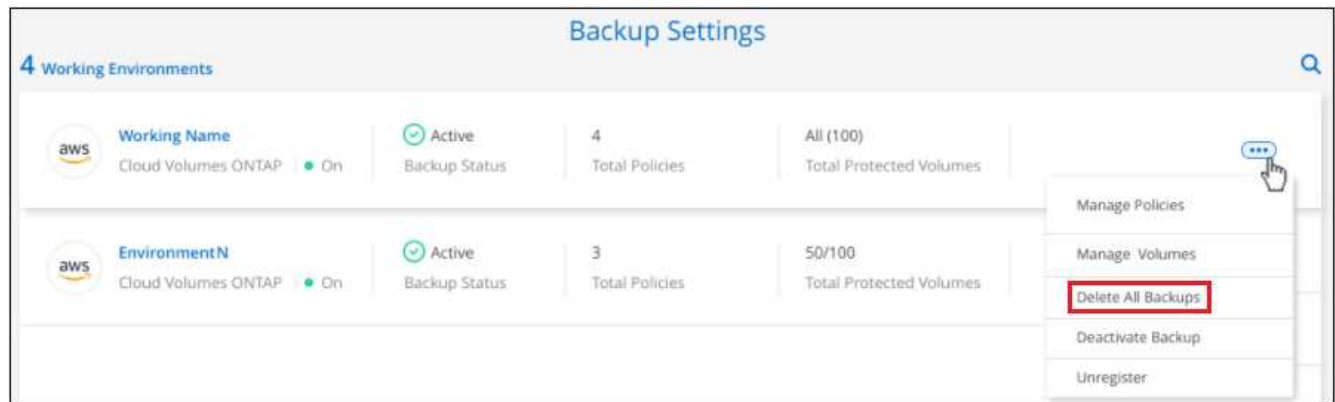 Backup Settings
4 Working Environments
aws Working Name Active 4 All (100)
Cloud Volumes ONTAP On Backup Status Total Policies Total Protected Volumes
Manage Policies
aws EnvironmentN Active 3 50/100
Manage Volumes
Cloud Volumes ONTAP On Backup Status Total Policies Total Protected Volumes
Delete All Backups
Deactivate Backup
Unregister